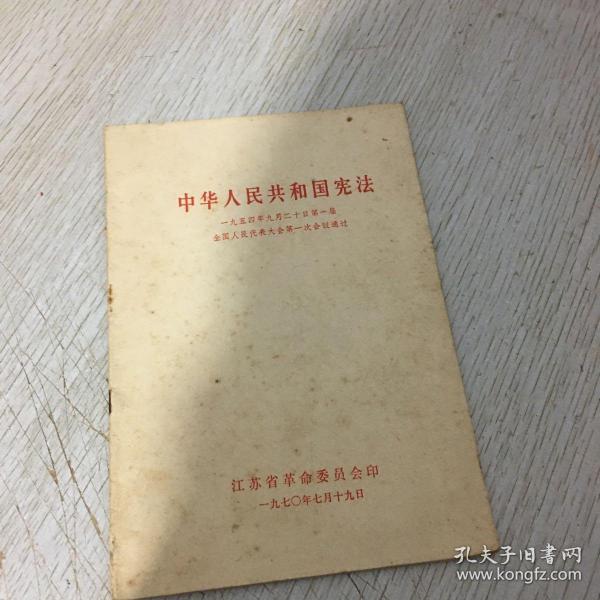 中华人民共和国宪法
一九五四年九月二十日第一届
全国人民代表大会第一次会议通过
江苏省革命委员会印
一九七〇年七月十九日
孔夫子旧书网
www.kongfz.com